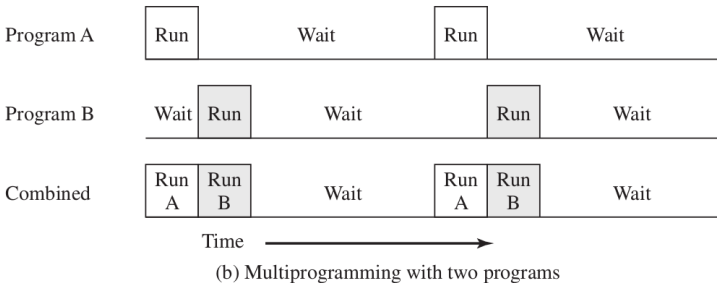 Program A Run Wait Run Wait
Program B Wait Run Wait Run Wait
Combined Run A Run B Wait Run A Run B Wait
Time
(b) Multiprogramming with two programs